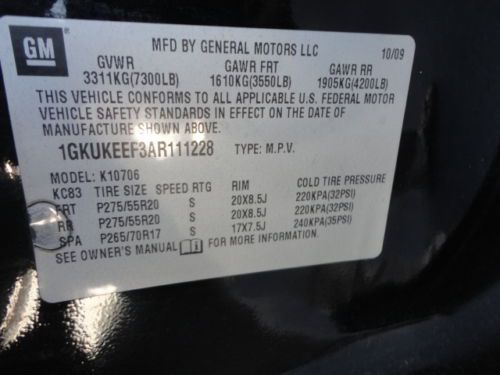 GM
MFD BY GENERAL MOTORS LLC 10/09
GVWR GAWR FRT GAWR RR
3311KG(7300LB) 1610KG(3550LB) 1905KG(4200LB)
THIS VEHICLE CONFORMS TO ALL APPLICABLE U.S. FEDERAL MOTOR
VEHICLE SAFETY STANDARDS IN EFFECT ON THE DATE OF
MANUFACTURE SHOWN ABOVE.
1GKUKEEF3AR111228 TYPE: M.P.V.
MODEL: K10706
KC83 TIRE SIZE SPEED RTG RIM COLD TIRE PRESSURE
FRT P275/55R20 S 20X8.5J 220KPA(32PSI)
RR P275/55R20 S 20X8.5J 220KPA(32PSI)
SPA P265/70R17 S 17X7.5J 240KPA(35PSI)
SEE OWNER'S MANUAL FOR MORE INFORMATION.